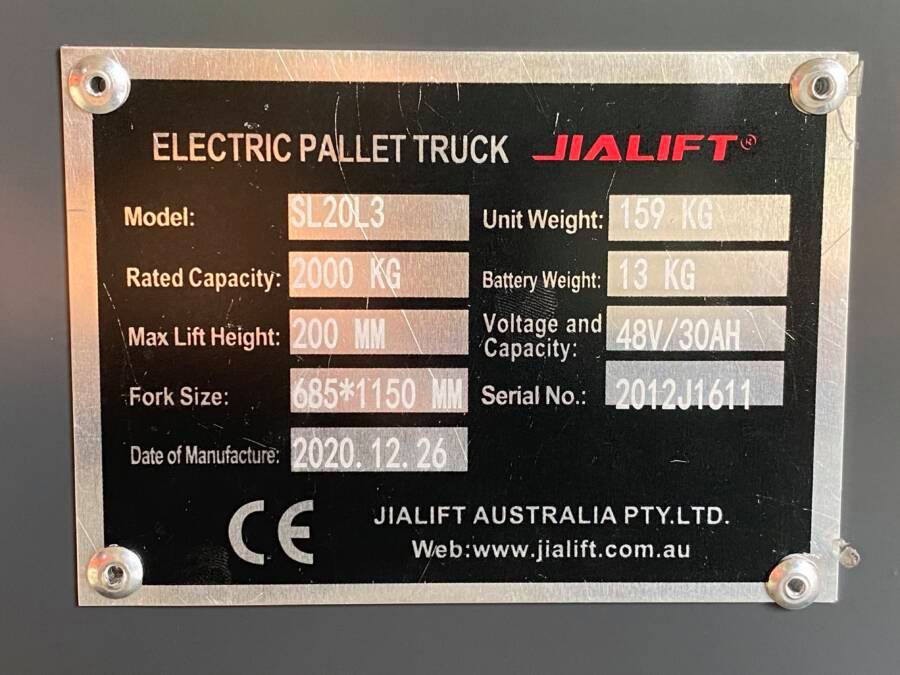 ELECTRIC PALLET TRUCK JIALIFT®
Model: SL20L3 Unit Weight: 159 KG
Rated Capacity: 2000 KG Battery Weight: 13 KG
Max Lift Height: 200 MM Voltage and Capacity: 48V/30AH
Fork Size: 685*1150 MM Serial No.: 2012J1611
Date of Manufacture: 2020.12.26
CE JIALIFT AUSTRALIA PTY.LTD.
Web:www.jialift.com.au